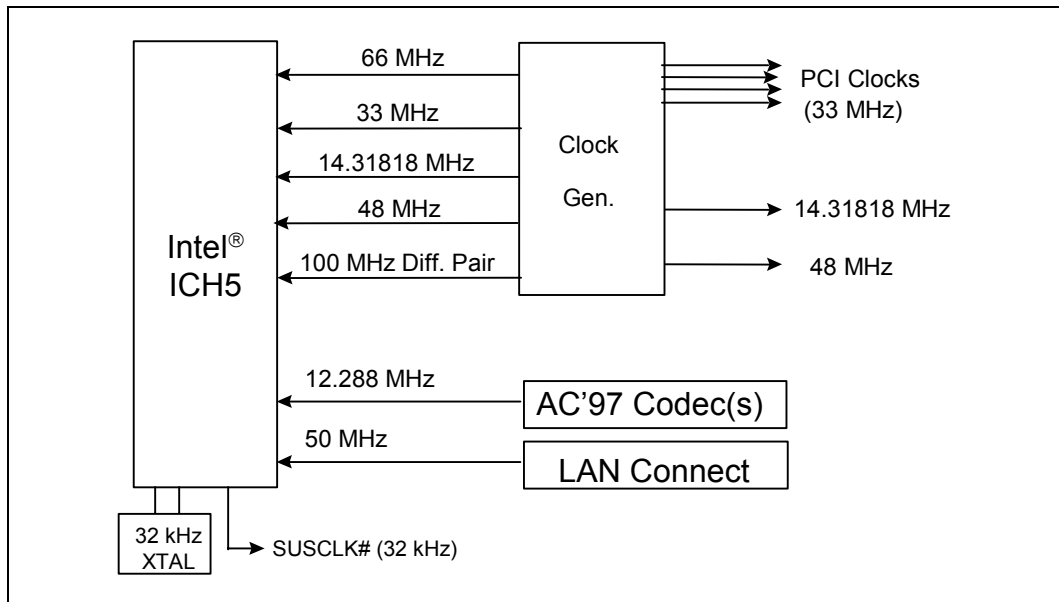 66 MHz
33 MHz
14.31818 MHz
48 MHz
100 MHz Diff. Pair
Intel®
ICH5
Clock
Gen.
PCI Clocks
(33 MHz)
14.31818 MHz
48 MHz
12.288 MHz
AC'97 Codec(s)
50 MHz
LAN Connect
32 kHz
XTAL
SUSCLK# (32 kHz)